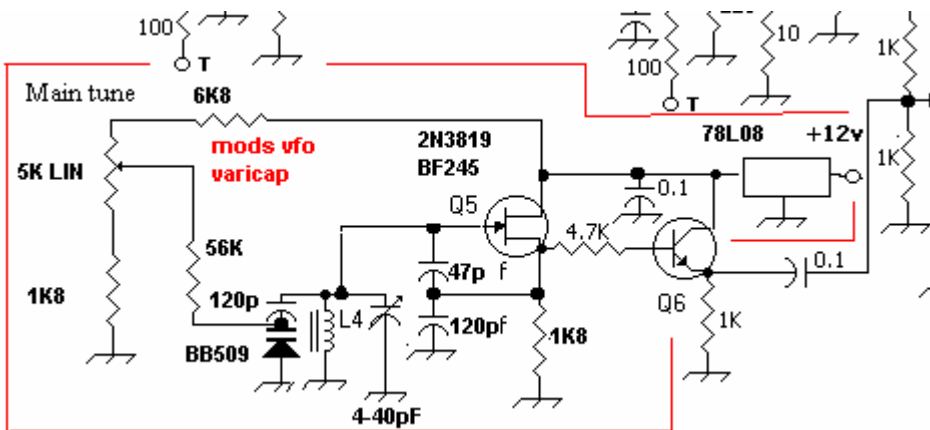 100
T
Main tune
6K8
10
1K
100
T
mods vfo
varicap
2N3819
BF245
78L08
+12v
5K LIN
1K
0.1
Q5
4.7K
56K
47p f
0.1
1K8
120p
L4
Q6
120pf
1K
1K8
BB509
4-40pF